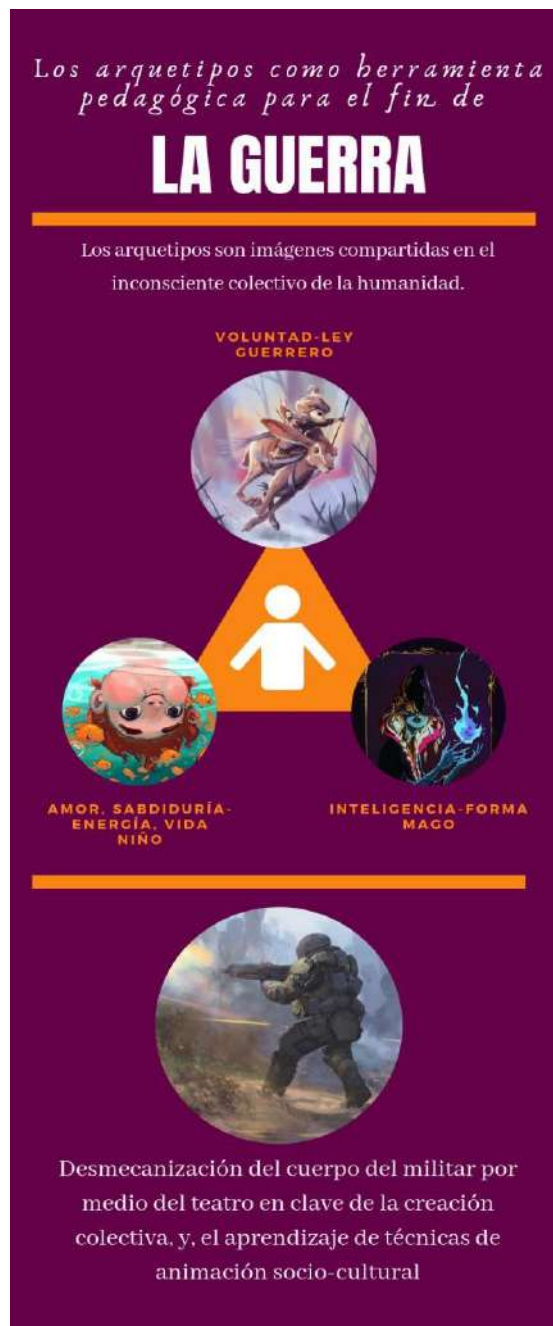 Los arquetipos como herramienta
pedagógica para el fin de
LA GUERRA
Los arquetipos son imágenes compartidas en el
inconsciente colectivo de la humanidad.
VOLUNTAD-LEY
GUERRERO
AMOR, SABDIDURÍA-
ENERGÍA, VIDA
NIÑO
INTELIGENCIA-FORMA
MAGO
Desmecanización del cuerpo del militar por
medio del teatro en clave de la creación
colectiva, y, el aprendizaje de técnicas de
animación socio-cultural